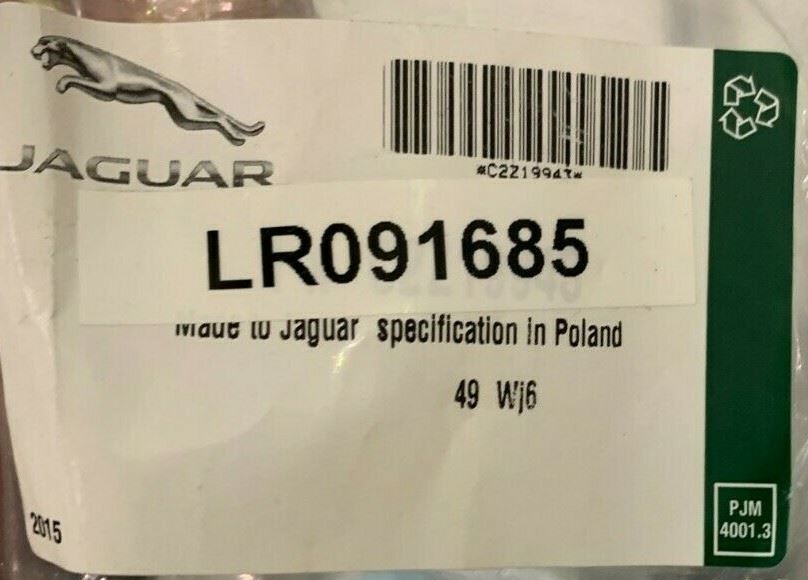 JAGUAR
*C2Z19943*
LR091685
Made to Jaguar specification in Poland
49 Wj6
2015
PJM
4001.3